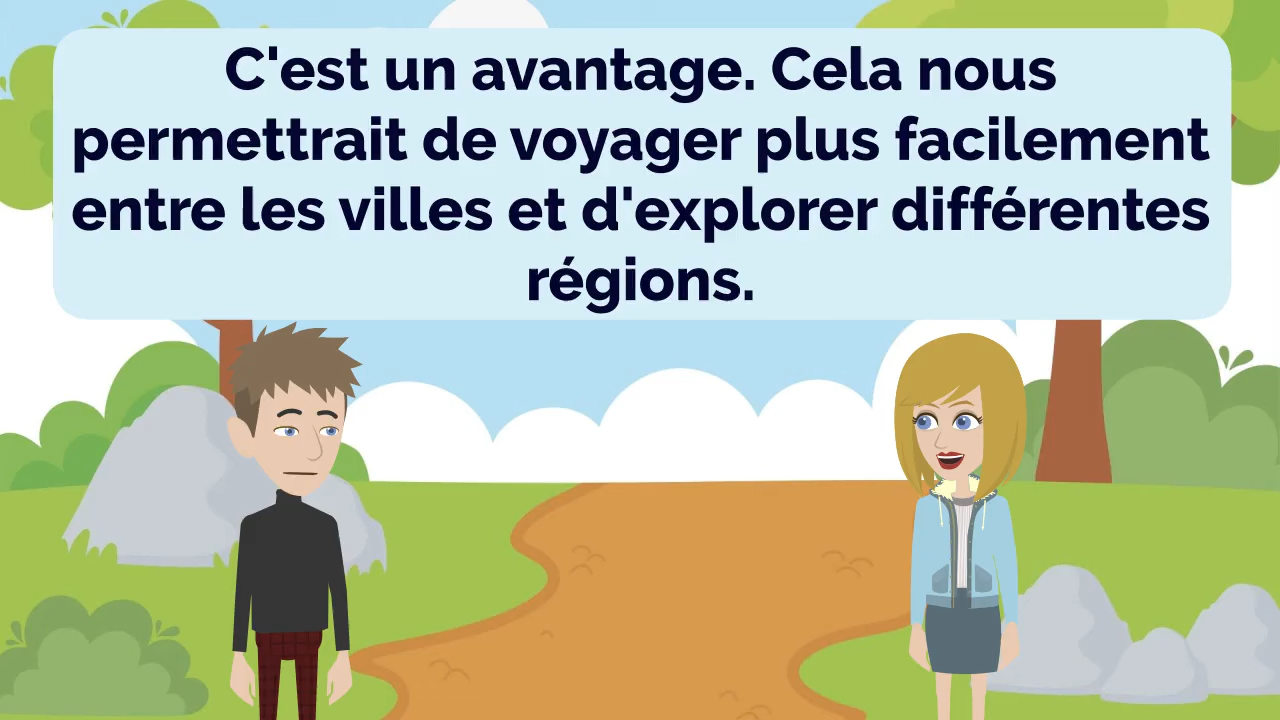 C'est un avantage. Cela nous
permettrait de voyager plus facilement
entre les villes et d'explorer différentes
régions.